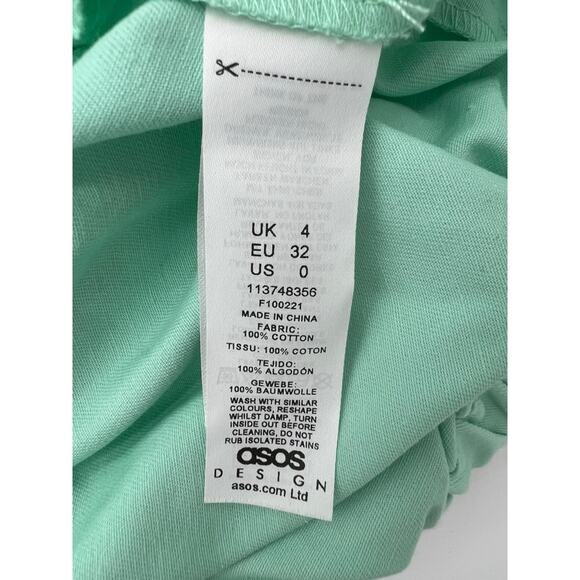 UK 4
EU 32
US 0
113748356
F100221
MADE IN CHINA
FABRIC:
100% COTTON
TISSU: 100% COTON
TEJIDO:
100% ALGODÓN
GEWEBE:
100% BAUMWOLLE
WASH WITH SIMILAR
COLOURS, RESHAPE
WHILST DAMP, TURN
INSIDE OUT BEFORE
CLEANING, DO NOT
RUB ISOLATED STAINS
asos
DESIGN
asos.com Ltd